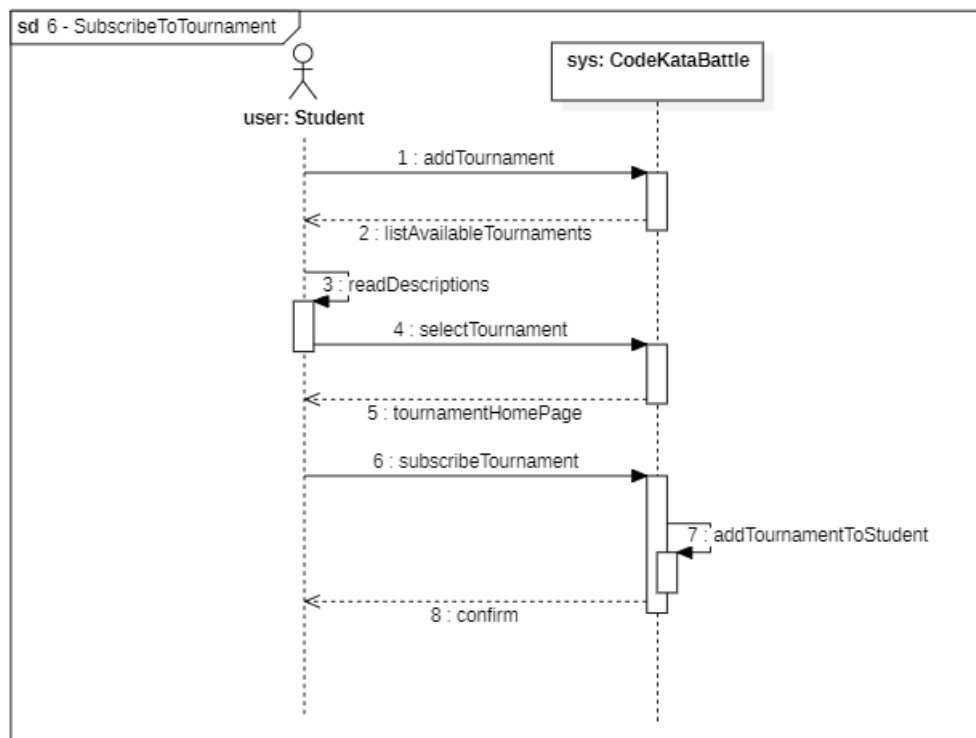 sd 6 - SubscribeToTournament
user: Student
sys: CodeKataBattle
1 : addTournament
2 : listAvailableTournaments
3 : readDescriptions
4 : selectTournament
5 : tournamentHomePage
6 : subscribeTournament
7 : addTournamentToStudent
8 : confirm